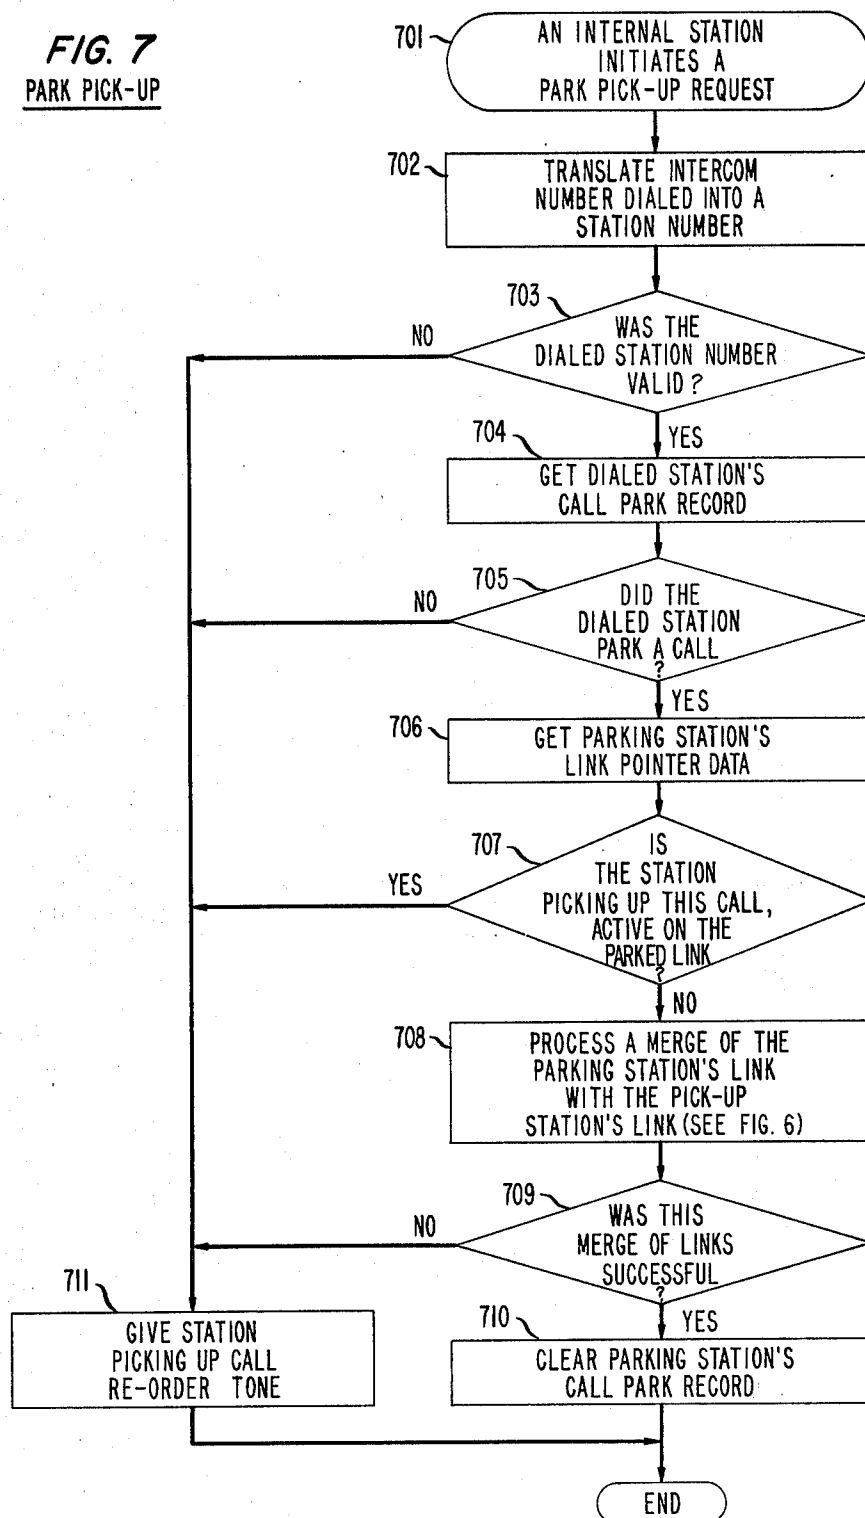 FIG. 7
PARK PICK-UP
701
AN INTERNAL STATION
INITIATES A
PARK PICK-UP REQUEST
702
TRANSLATE INTERCOM
NUMBER DIALED INTO A
STATION NUMBER
703
WAS THE
DIALED STATION NUMBER
VALID?
NO
YES
704
GET DIALED STATION'S
CALL PARK RECORD
705
DID THE
DIALED STATION
PARK A CALL
?
NO
YES
706
GET PARKING STATION'S
LINK POINTER DATA
707
IS
THE STATION
PICKING UP THIS CALL,
ACTIVE ON THE
PARKED LINK
?
YES
NO
708
PROCESS A MERGE OF THE
PARKING STATION'S LINK
WITH THE PICK-UP
STATION'S LINK (SEE FIG. 6)
709
WAS THIS
MERGE OF LINKS
SUCCESSFUL
?
NO
YES
711
GIVE STATION
PICKING UP CALL
RE-ORDER TONE
710
CLEAR PARKING STATION'S
CALL PARK RECORD
END